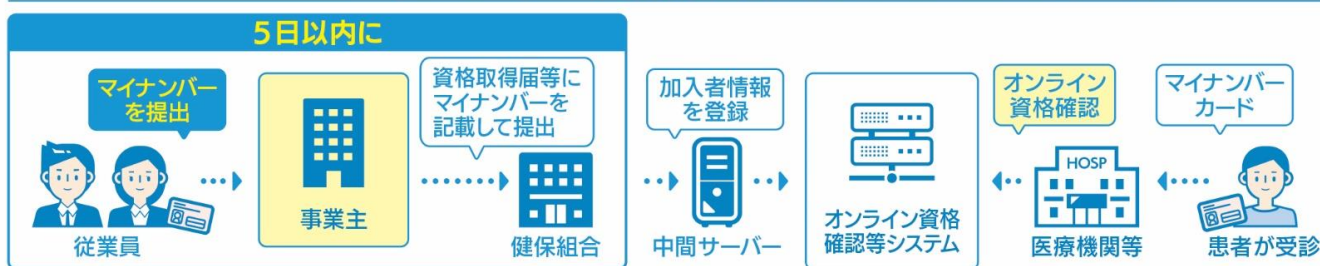 5日以内に
マイナンバー
を提出
従業員
事業主
資格取得届等に
マイナンバーを
記載して提出
健保組合
加入者情報
を登録
中間サーバー
オンライン資格
確認等システム
オンライン
資格確認
HOSP
医療機関等
マイナンバー
カード
患者が受診